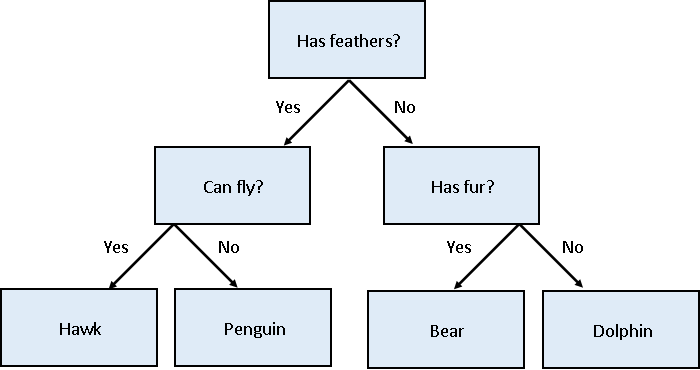 Has feathers?
Yes
No
Can fly?
Has fur?
Yes
No
Yes
No
Hawk
Penguin
Bear
Dolphin